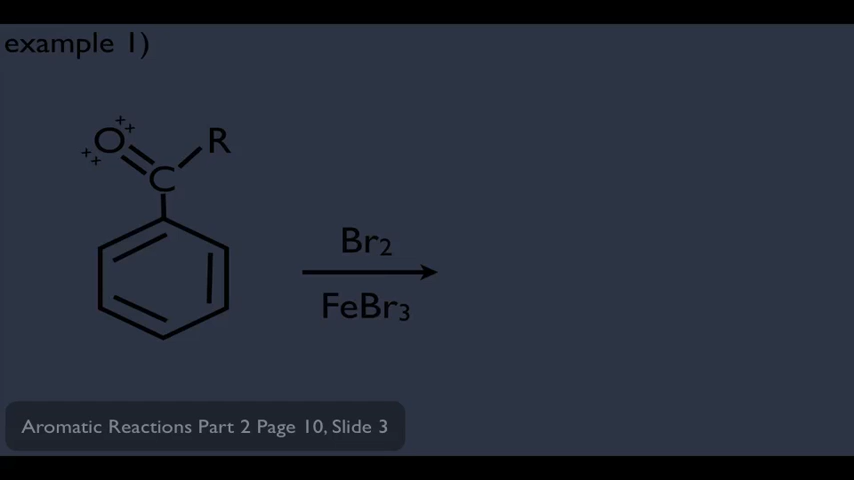 example 1)
++
O
++
R
C
Br₂
FeBr₃
Aromatic Reactions Part 2 Page 10, Slide 3